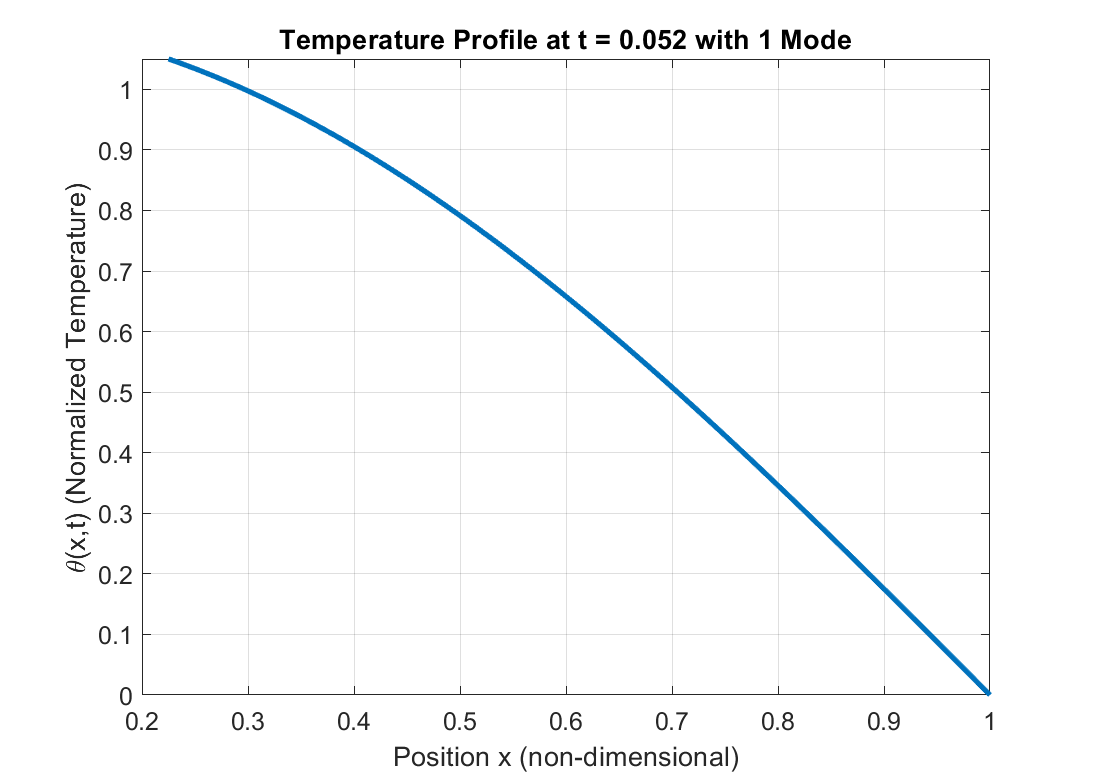 Temperature Profile at t = 0.052 with 1 Mode
1
0.9
0.8
0.7
0.6
0.5
0.4
0.3
0.2
0.1
0
θ(x,t) (Normalized Temperature)
0.2 0.3 0.4 0.5 0.6 0.7 0.8 0.9 1
Position x (non-dimensional)